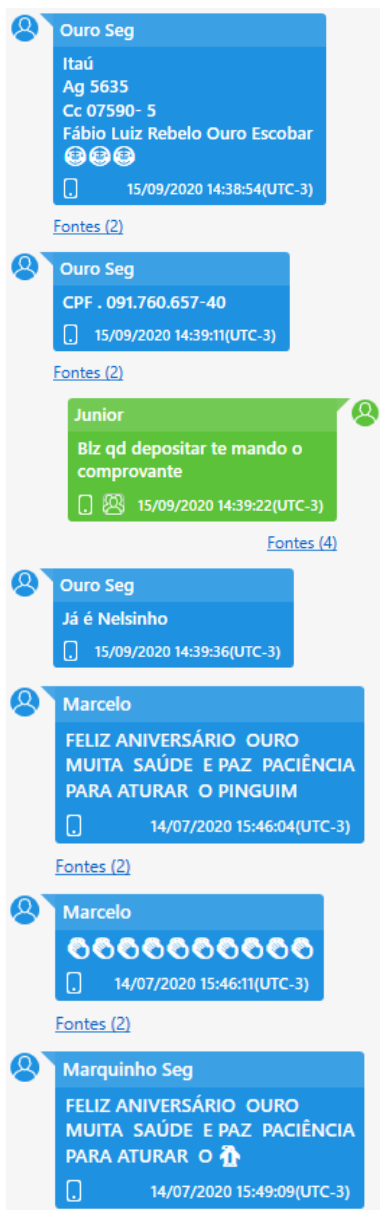 Ouro Seg
Itaú
Ag 5635
Cc 07590- 5
Fábio Luiz Rebelo Ouro Escobar
15/09/2020 14:38:54(UTC-3)
Fontes (2)
Ouro Seg
CPF . 091.760.657-40
15/09/2020 14:39:11(UTC-3)
Fontes (2)
Junior
Blz qd depositar te mando o
comprovante
15/09/2020 14:39:22(UTC-3)
Fontes (4)
Ouro Seg
Já é Nelsinho
15/09/2020 14:39:36(UTC-3)
Marcelo
FELIZ ANIVERSÁRIO OURO
MUITA SAÚDE E PAZ PACIÊNCIA
PARA ATURAR O PINGUIM
14/07/2020 15:46:04(UTC-3)
Fontes (2)
Marcelo
14/07/2020 15:46:11(UTC-3)
Fontes (2)
Marquinho Seg
FELIZ ANIVERSÁRIO OURO
MUITA SAÚDE E PAZ PACIÊNCIA
PARA ATURAR O
14/07/2020 15:49:09(UTC-3)